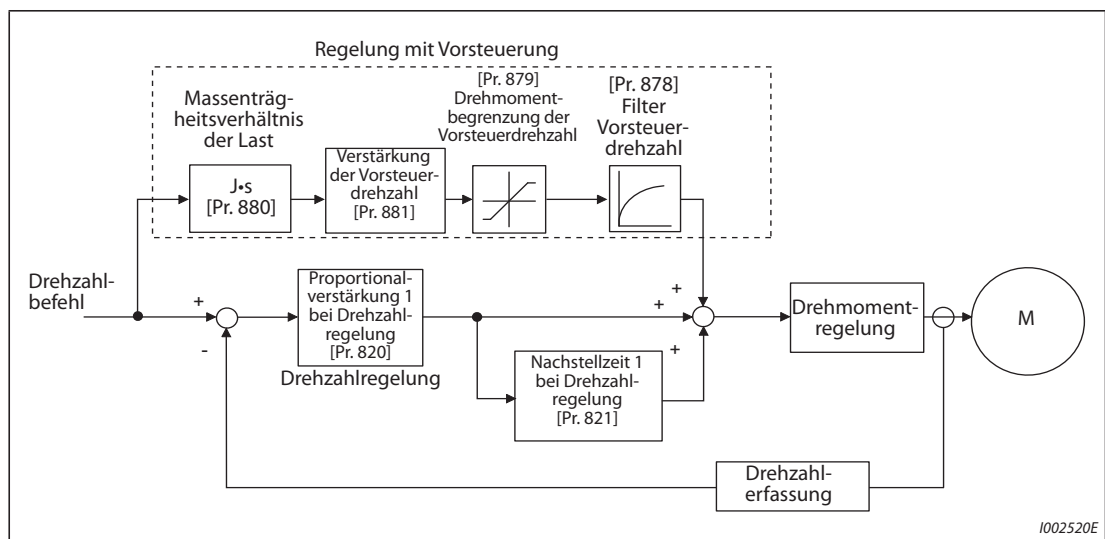 Regelung mit Vorsteuerung
Massenträg-
heitsverhältnis
der Last
[Pr. 879]
Drehmoment-
begrenzung der
Vorsteuerdrehzahl
[Pr. 878]
Filter
Vorsteuer-
drehzahl
J•s
[Pr. 880]
Verstärkung
der Vorsteuer-
drehzahl
[Pr. 881]
Drehzahl-
befehl
+
-
Proportional-
verstärkung 1
bei Drehzahl-
regelung
[Pr. 820]
Drehzahlregelung
Nachstellzeit 1
bei Drehzahl-
regelung
[Pr. 821]
+
+
+
Drehmoment-
regelung
M
Drehzahl-
erfassung
I002520E